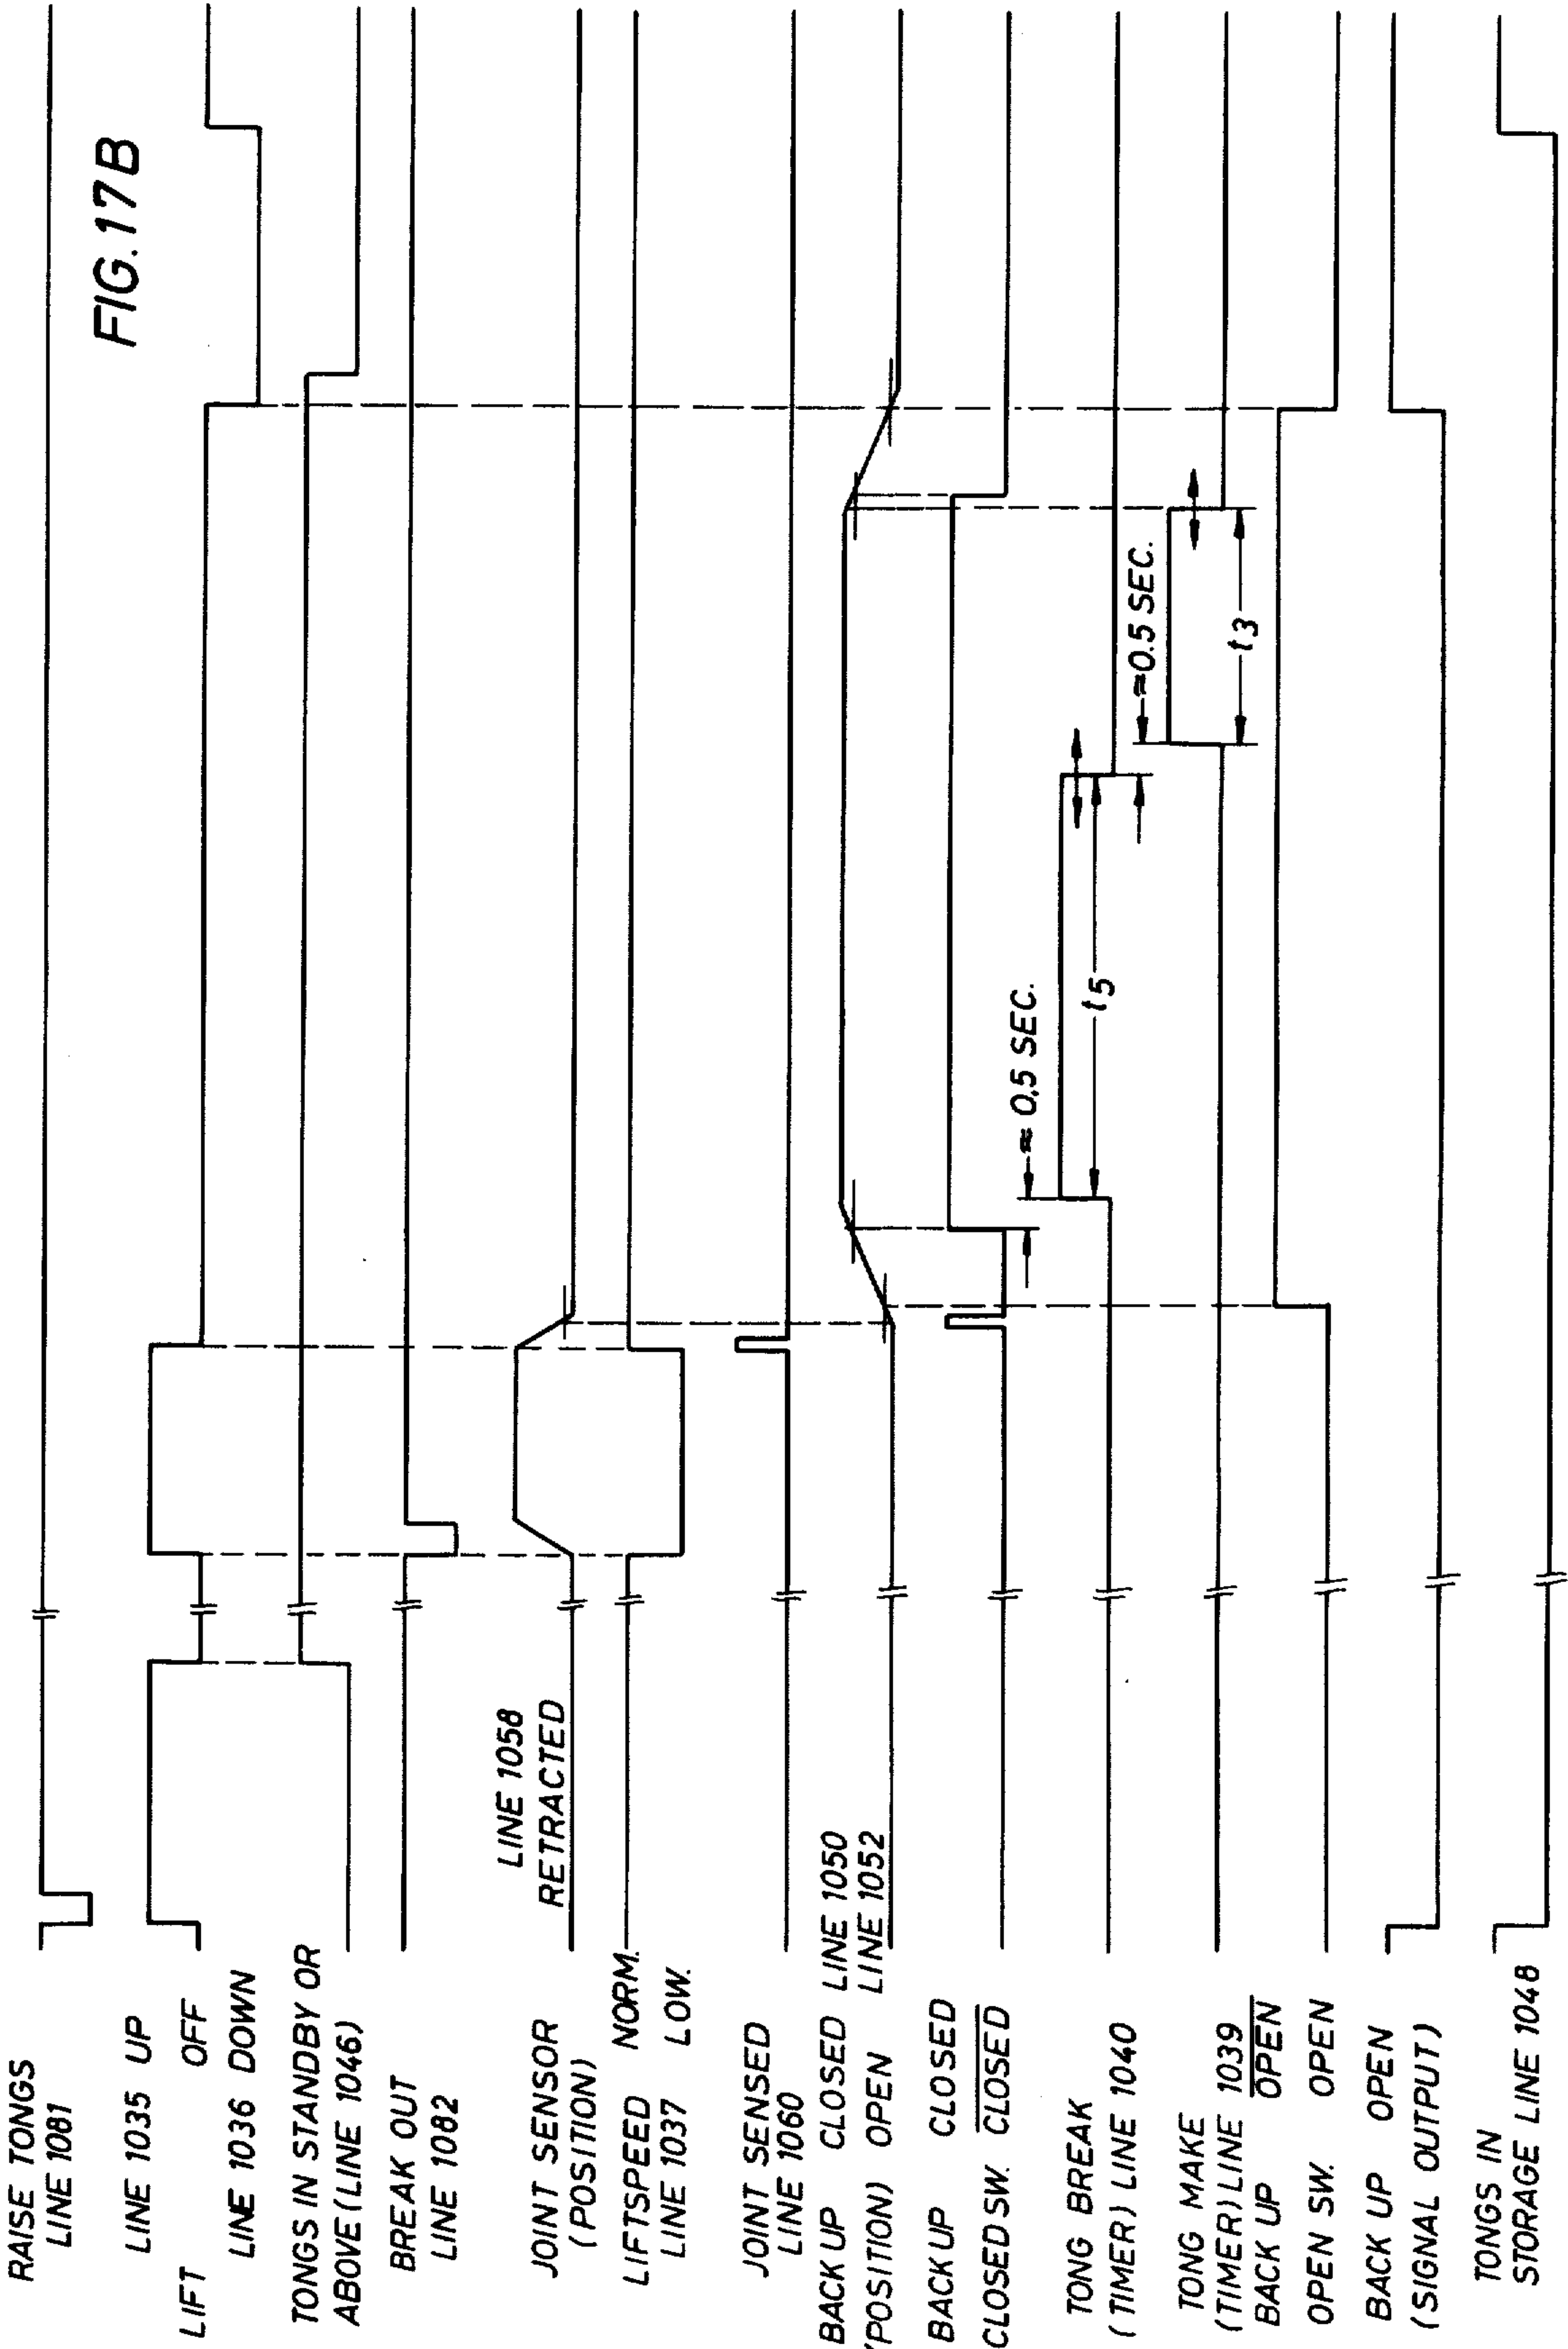 FIG. 17B
RAISE TONGS
LINE 1081
LINE 1035 UP
LIFT OFF
LINE 1036 DOWN
TONGS IN STANDBY OR
ABOVE (LINE 1046)
BREAK OUT
LINE 1082
LINE 1058
RETRACTED
JOINT SENSOR
(POSITION)
LIFTSPEED NORM.
LINE 1037 LOW.
JOINT SENSED
LINE 1060
BACK UP CLOSED LINE 1050
(POSITION) OPEN LINE 1052
BACK UP CLOSED
CLOSED SW. CLOSED
≈ 0,5 SEC.
t5
TONG BREAK
(TIMER) LINE 1040
≈0.5 SEC.
t3
TONG MAKE
(TIMER) LINE 1039
BACK UP OPEN
OPEN SW. OPEN
BACK UP OPEN
(SIGNAL OUTPUT)
TONGS IN
STORAGE LINE 1048